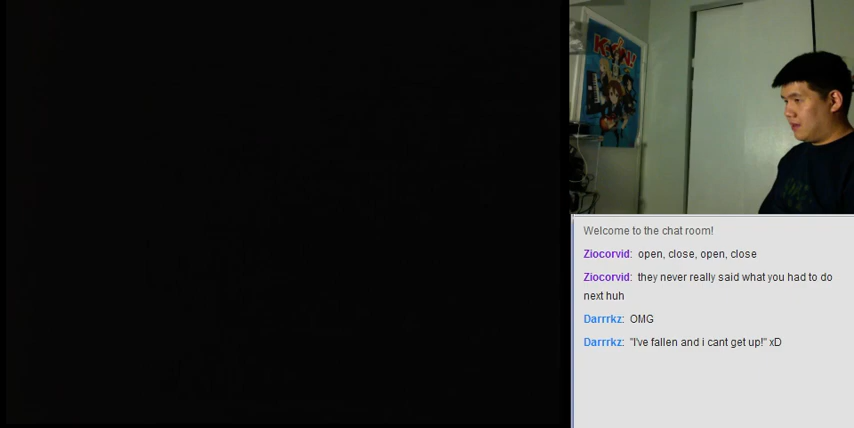 K-ON!
Welcome to the chat room!
Ziocorvid: open, close, open, close
Ziocorvid: they never really said what you had to do
next huh
Darrrkz: OMG
Darrrkz: "I've fallen and i cant get up!" xD